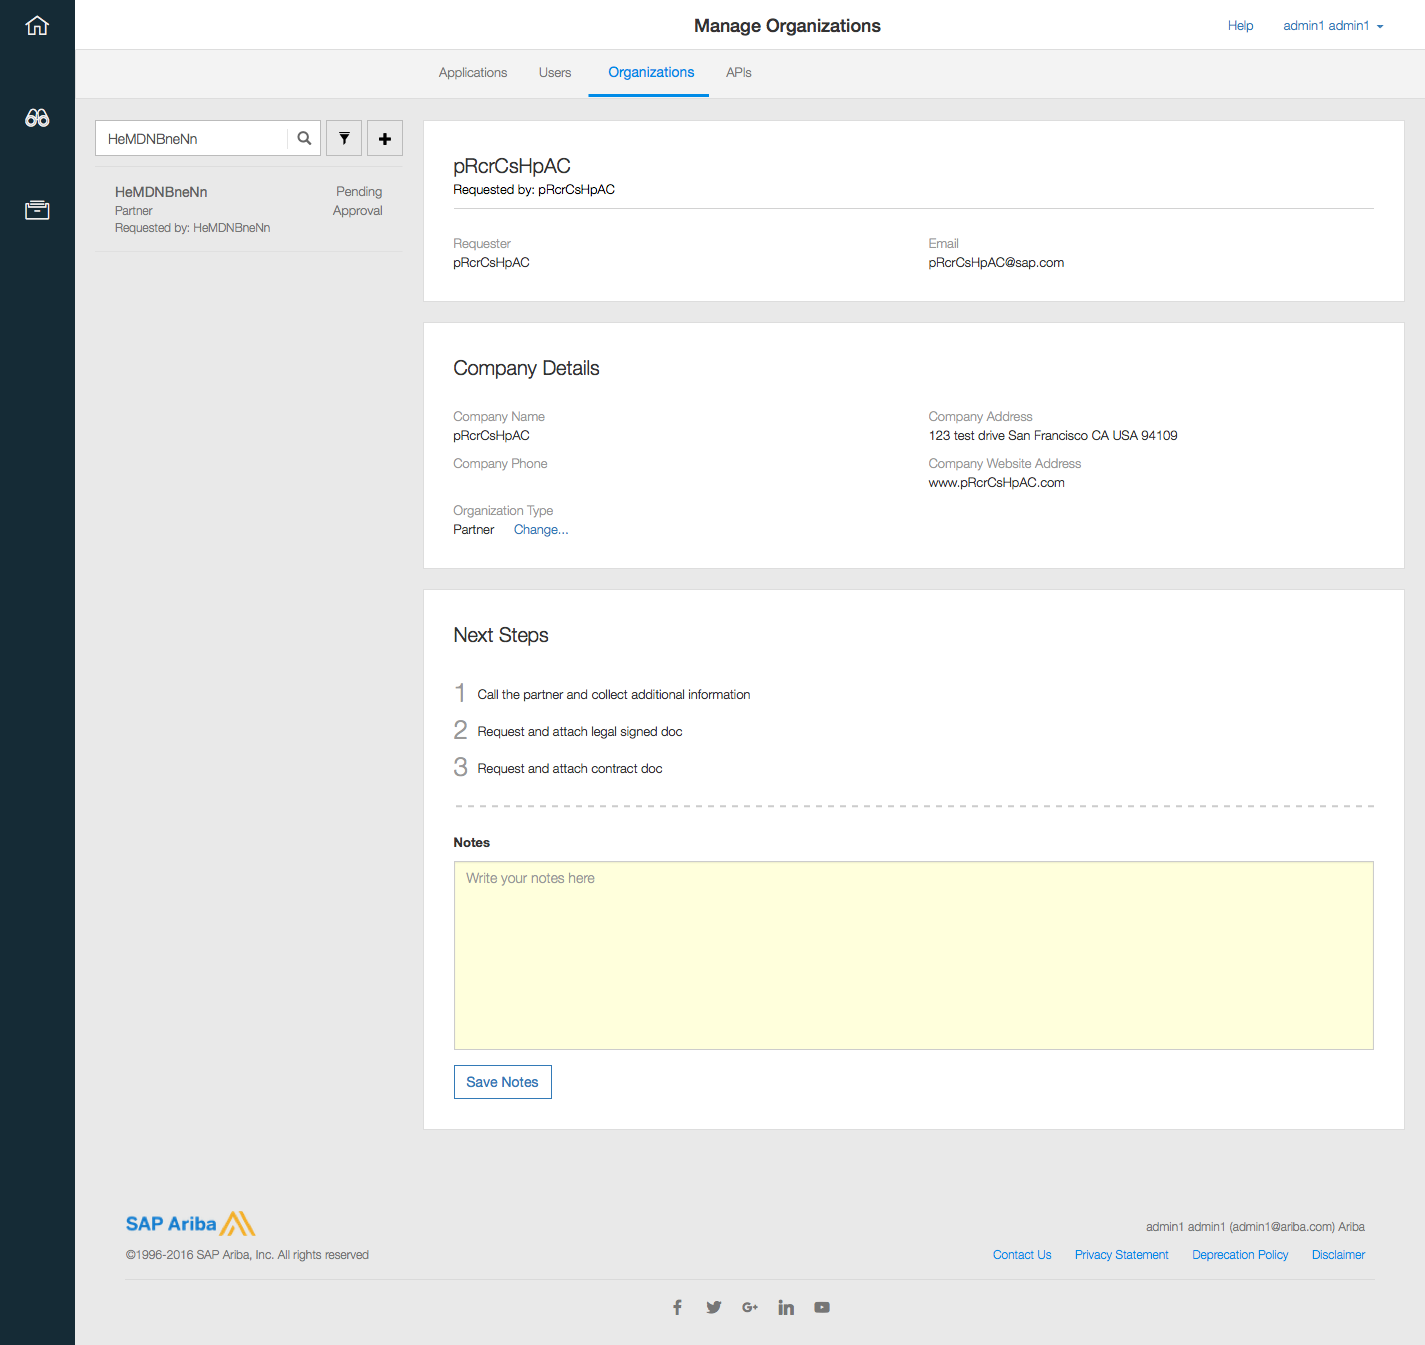 Manage Organizations
Help admin1 admin1
Applications Users Organizations APIs
HeMDNBneNn
HeMDNBneNn Pending
Partner Approval
Requested by: HeMDNBneNn
pRcrCsHpAC
Requested by: pRcrCsHpAC
Requester Email
pRcrCsHpAC pRcrCsHpAC@sap.com
Company Details
Company Name Company Address
pRcrCsHpAC 123 test drive San Francisco CA USA 94109
Company Phone Company Website Address
www.pRcrCsHpAC.com
Organization Type
Partner Change...
Next Steps
1 Call the partner and collect additional information
2 Request and attach legal signed doc
3 Request and attach contract doc
Notes
Write your notes here
Save Notes
SAP Ariba
admin1 admin1 (admin1@ariba.com) Ariba
©1996-2016 SAP Ariba, Inc. All rights reserved
Contact Us Privacy Statement Deprecation Policy Disclaimer